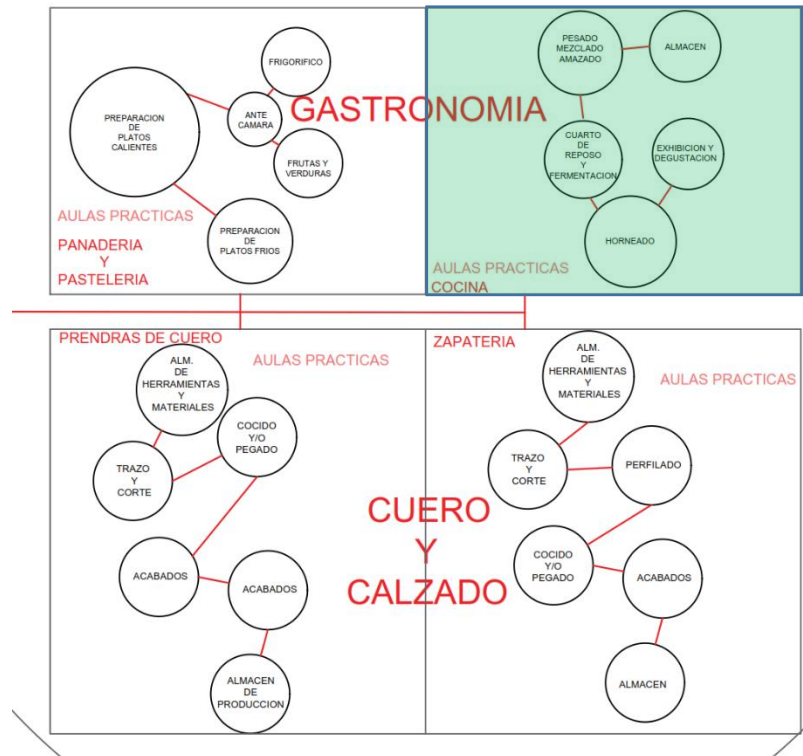 GASTRONOMIA
FRIGORIFICO
PREPARACION
DE
PLATOS
CALIENTES
ANTE
CAMARA
FRUTAS Y
VERDURAS
AULAS PRACTICAS
PREPARACION
DE
PLATOS FRIOS
PANADERIA
Y
PASTELERIA
PESADO
MEZCLADO
AMAZADO
ALMACEN
CUARTO
DE
REPOSO
Y
FERMENTACION
EXHIBICION Y
DEGUSTACION
HORNEADO
AULAS PRACTICAS
COCINA
PRENDRAS DE CUERO
AULAS PRACTICAS
ALM.
DE
HERRAMIENTAS
Y
MATERIALES
COCIDO
Y/O
PEGADO
TRAZO
Y
CORTE
ACABADOS
ACABADOS
ALMACEN
DE
PRODUCCION
CUERO
Y
CALZADO
ZAPATERIA
AULAS PRACTICAS
ALM.
DE
HERRAMIENTAS
Y
MATERIALES
TRAZO
Y
CORTE
PERFILADO
COCIDO
Y/O
PEGADO
ACABADOS
ALMACEN